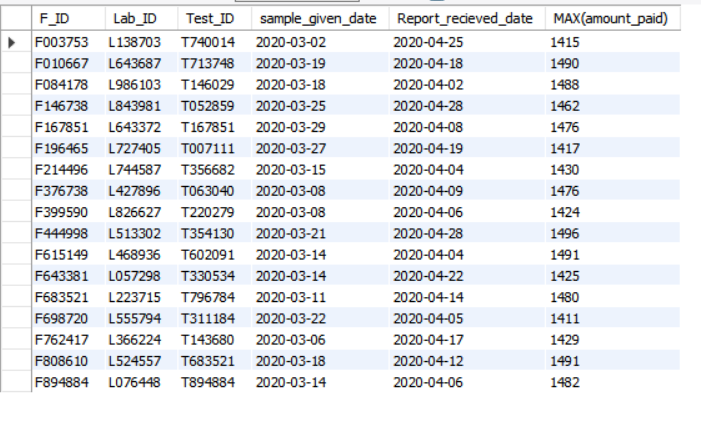 F_ID Lab_ID Test_ID sample_given_date Report_recieved_date MAX(amount_paid)
F003753 L138703 T740014 2020-03-02 2020-04-25 1415
F010667 L643687 T713748 2020-03-19 2020-04-18 1490
F084178 L986103 T146029 2020-03-18 2020-04-02 1488
F146738 L843981 T052859 2020-03-25 2020-04-28 1462
F167851 L643372 T167851 2020-03-29 2020-04-08 1476
F196465 L727405 T007111 2020-03-27 2020-04-19 1417
F214496 L744587 T356682 2020-03-15 2020-04-04 1430
F376738 L427896 T063040 2020-03-08 2020-04-09 1476
F399590 L826627 T220279 2020-03-08 2020-04-06 1424
F444998 L513302 T354130 2020-03-21 2020-04-28 1496
F615149 L468936 T602091 2020-03-14 2020-04-04 1491
F643381 L057298 T330534 2020-03-14 2020-04-22 1425
F683521 L223715 T796784 2020-03-11 2020-04-14 1480
F698720 L555794 T311184 2020-03-22 2020-04-05 1411
F762417 L366224 T143680 2020-03-06 2020-04-17 1429
F808610 L524557 T683521 2020-03-18 2020-04-12 1491
F894884 L076448 T894884 2020-03-14 2020-04-06 1482